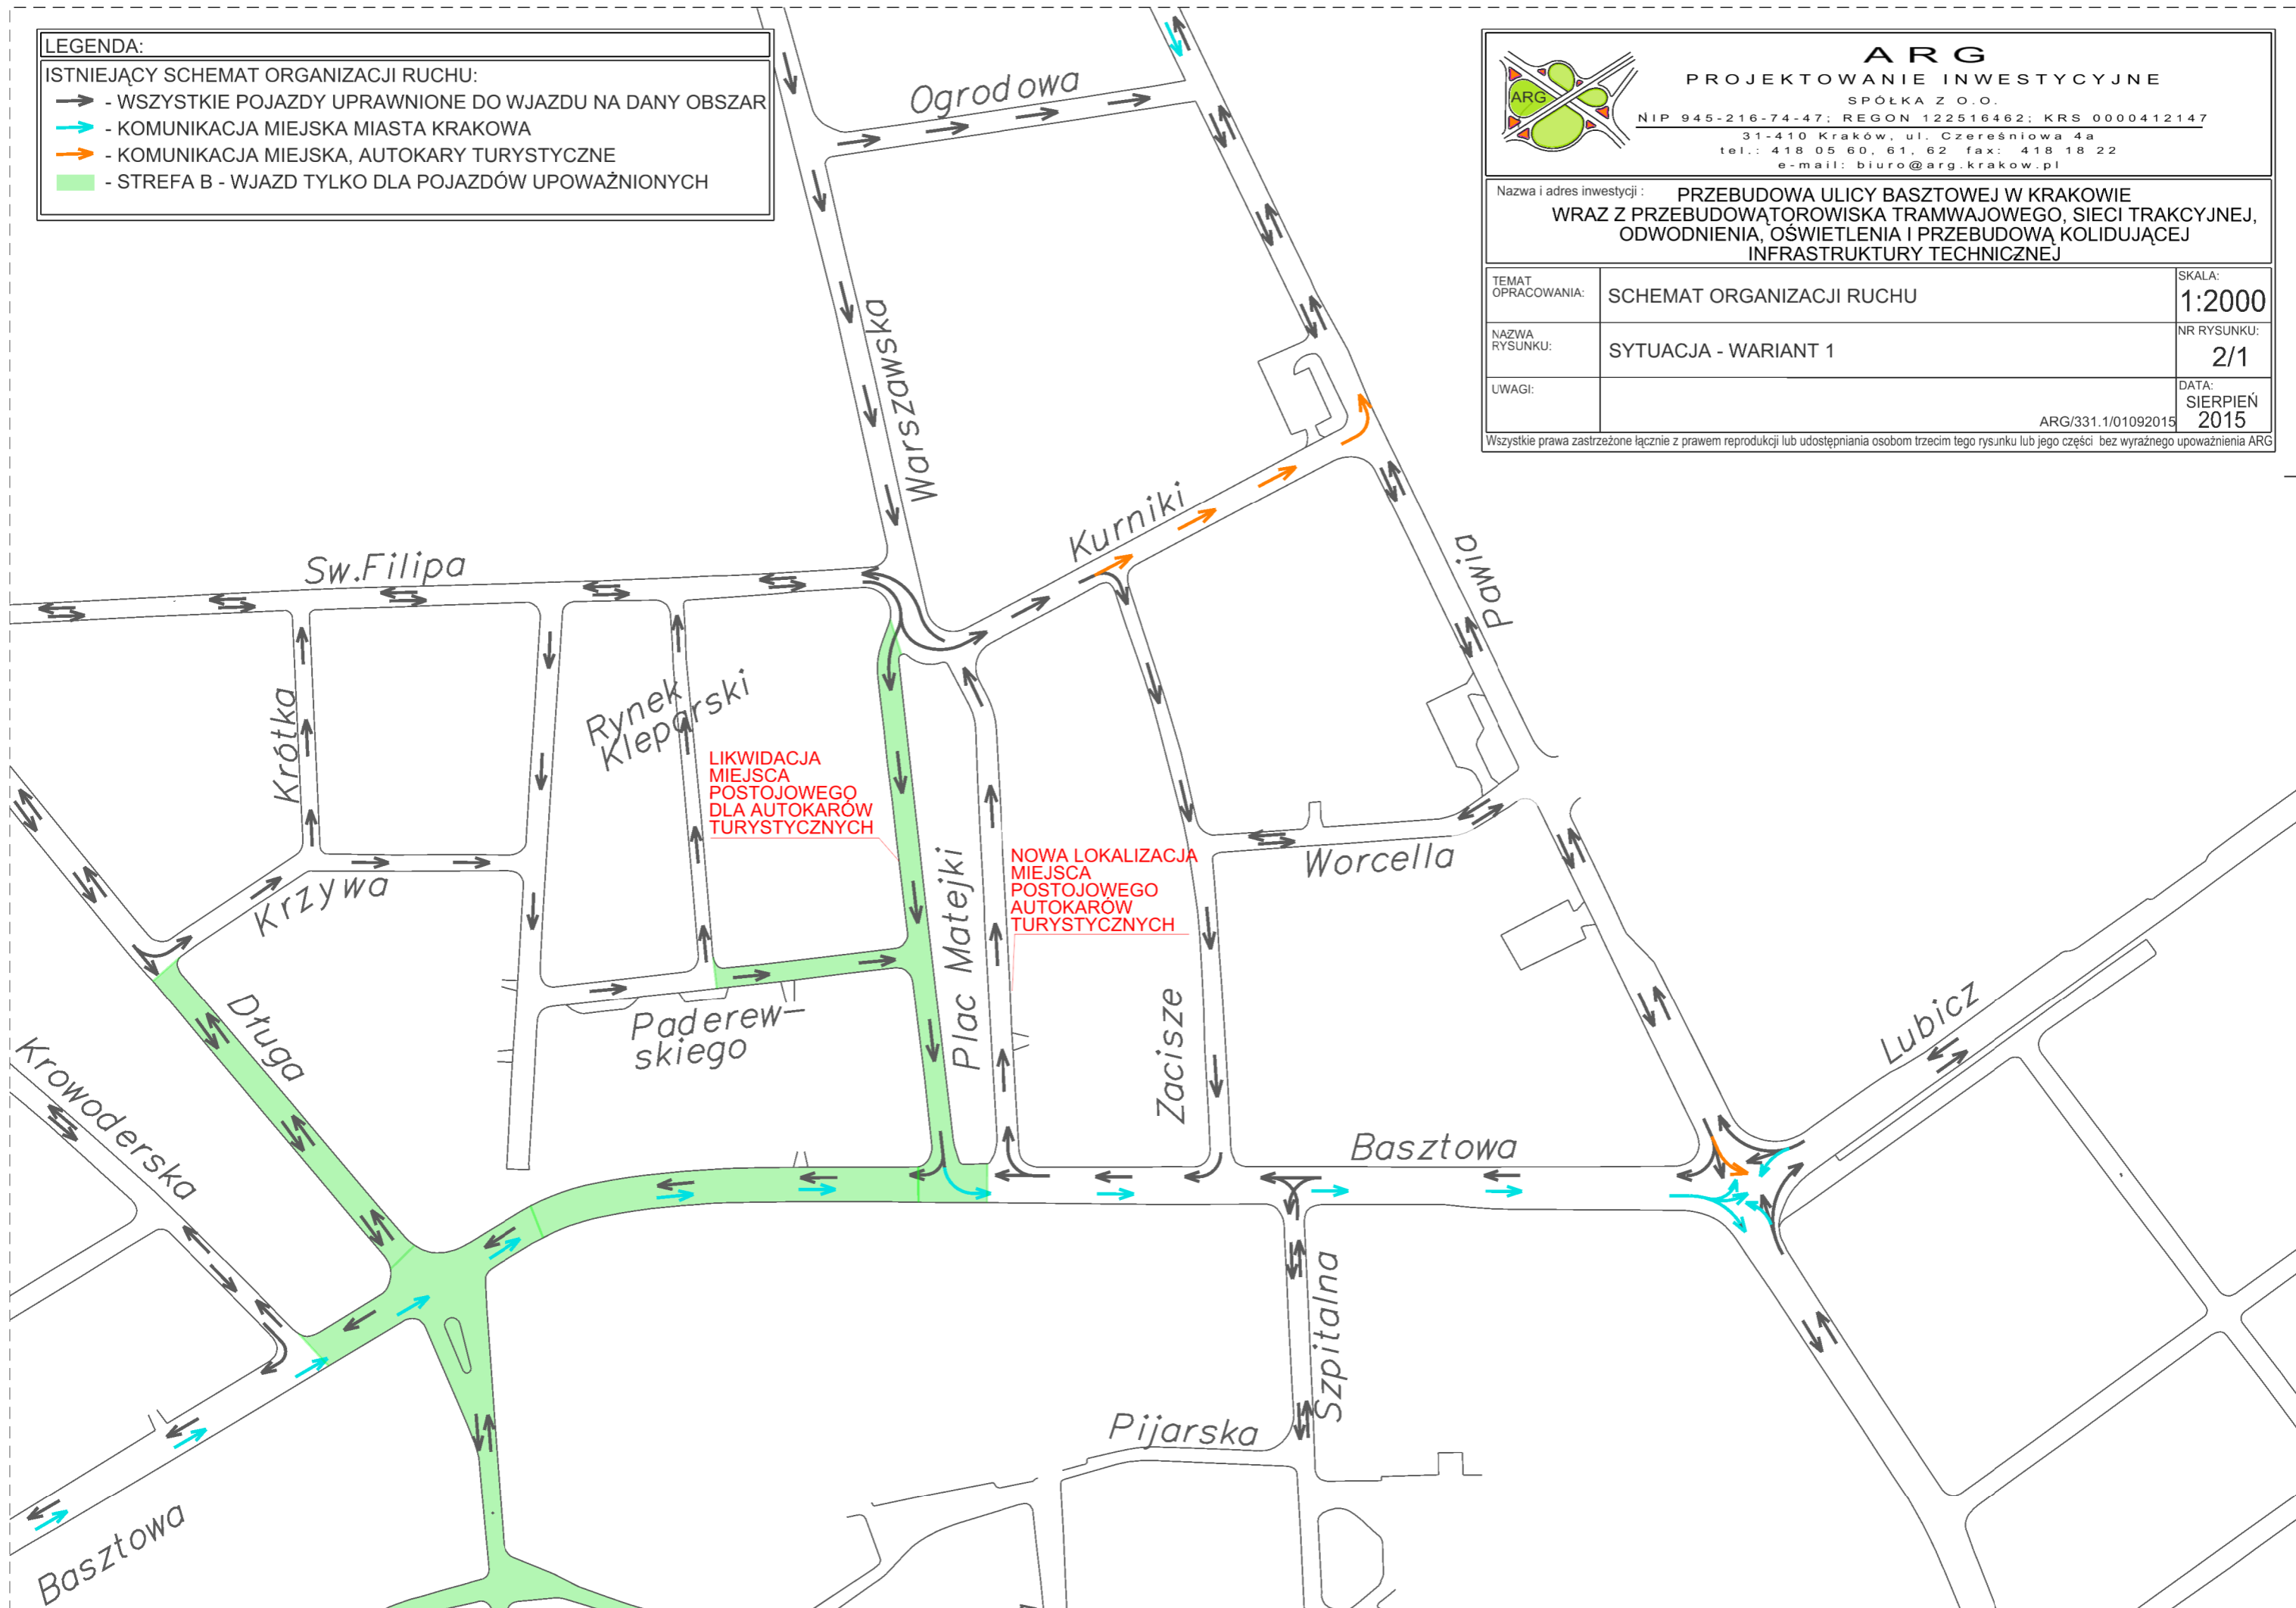 LEGENDA:
ISTNIEJĄCY SCHEMAT ORGANIZACJI RUCHU:
- WSZYSTKIE POJAZDY UPRAWNIONE DO WJAZDU NA DANY OBSZAR
- KOMUNIKACJA MIEJSKA MIASTA KRAKOWA
- KOMUNIKACJA MIEJSKA, AUTOKARY TURYSTYCZNE
- STREFA B - WJAZD TYLKO DLA POJAZDÓW UPOWAŻNIONYCH
ARG
ARG
PROJEKTOWANIE INWESTYCYJNE
SPÓŁKA Z O.O.
NIP 945-216-74-47; REGON 122516462; KRS 0000412147
31-410 Kraków, ul. Czereśniowa 4a
tel.: 418 05 60, 61, 62 fax: 418 18 22
e-mail: biuro@arg.krakow.pl
Nazwa i adres inwestycji : PRZEBUDOWA ULICY BASZTOWEJ W KRAKOWIE
WRAZ Z PRZEBUDOWĄTOROWISKA TRAMWAJOWEGO, SIECI TRAKCYJNEJ,
ODWODNIENIA, OŚWIETLENIA I PRZEBUDOWĄ KOLIDUJĄCEJ
INFRASTRUKTURY TECHNICZNEJ
TEMAT
OPRACOWANIA:
SCHEMAT ORGANIZACJI RUCHU
SKALA:
1:2000
NAZWA
RYSUNKU:
SYTUACJA - WARIANT 1
NR RYSUNKU:
2/1
UWAGI:
ARG/331.1/01092015
DATA:
SIERPIEŃ
2015
Wszystkie prawa zastrzeżone łącznie z prawem reprodukcji lub udostępniania osobom trzecim tego rysunku lub jego części bez wyraźnego upoważnienia ARG
Ogrodowa
Warszawska
Kurniki
Pawia
Sw.Filipa
Krótka
Rynek
Kleparski
LIKWIDACJA
MIEJSCA
POSTOJOWEGO
DLA AUTOKARÓW
TURYSTYCZNYCH
Plac Matejki
NOWA LOKALIZACJA
MIEJSCA
POSTOJOWEGO
AUTOKARÓW
TURYSTYCZNYCH
Worcella
Krzywa
Długa
Paderew-
skiego
Zacisze
Lubicz
Krowoderska
Basztowa
Szpitalna
Pijarska
Basztowa